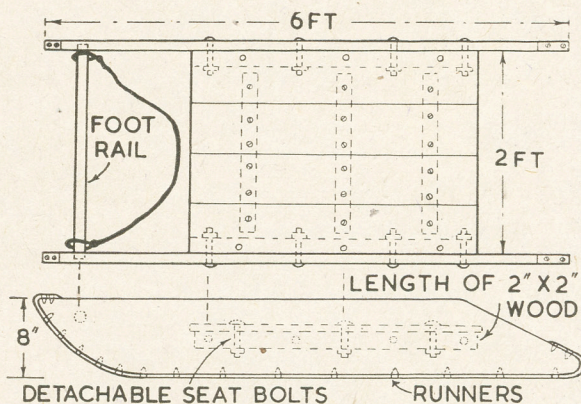 6FT
FOOT
RAIL
2FT
LENGTH OF 2" X 2"
WOOD
8"
DETACHABLE SEAT BOLTS
RUNNERS